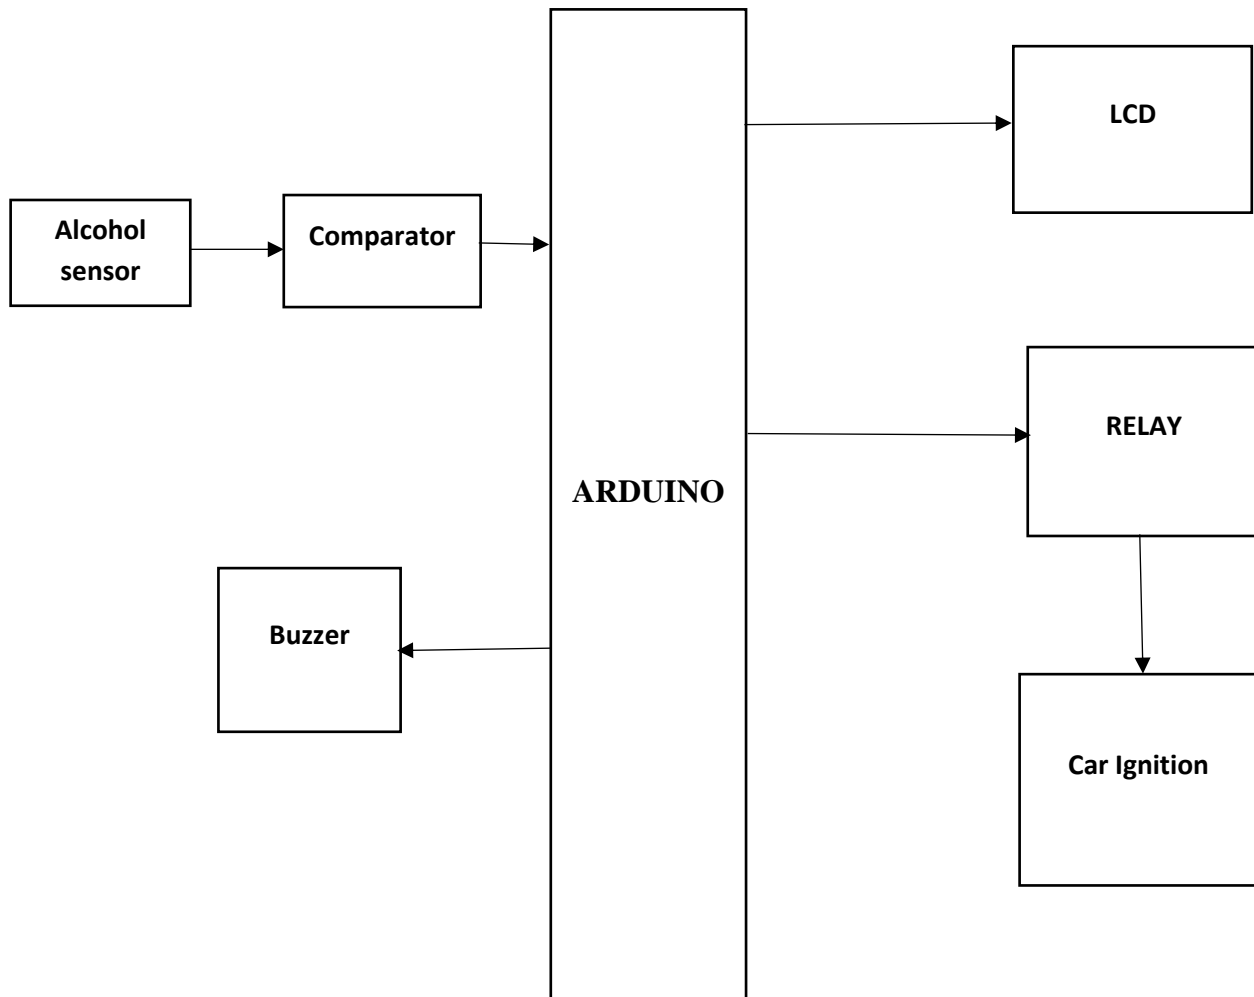 LCD
Alcohol
sensor
Comparator
RELAY
ARDUINO
Buzzer
Car Ignition